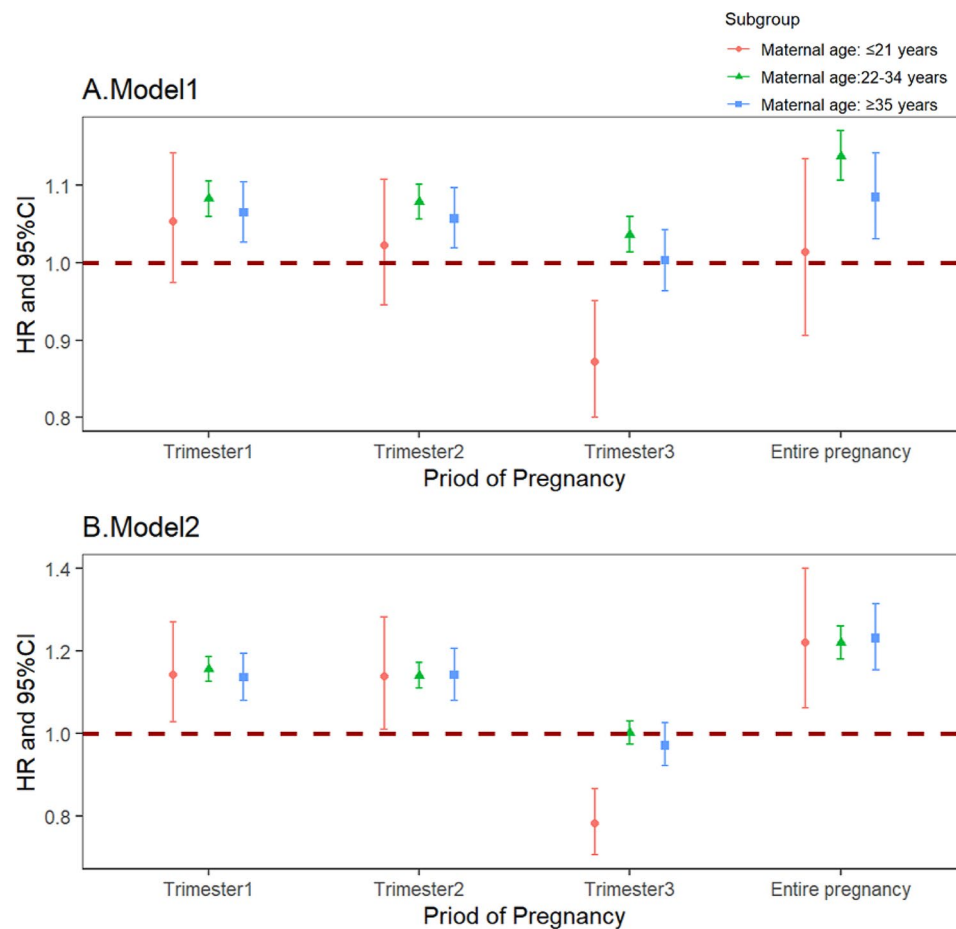 Subgroup
Maternal age: ≤21 years
Maternal age:22-34 years
Maternal age: ≥35 years
A.Model1
HR and 95%CI
1.1
1.0
0.9
0.8
Trimester1 Trimester2 Trimester3 Entire pregnancy
Priod of Pregnancy
B.Model2
HR and 95%CI
1.4
1.2
1.0
0.8
Trimester1 Trimester2 Trimester3 Entire pregnancy
Priod of Pregnancy